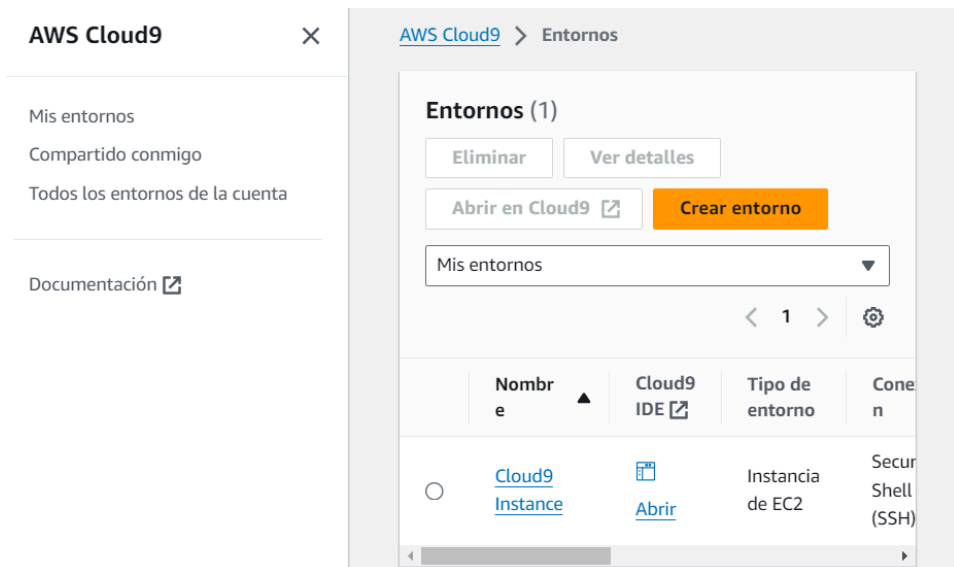 AWS Cloud9
Mis entornos
Compartido conmigo
Todos los entornos de la cuenta
Documentación
AWS Cloud9 > Entornos
Entornos (1)
Eliminar Ver detalles
Abrir en Cloud9 Crear entorno
Mis entornos
< 1 >
Nombr
e
Cloud9
IDE
Tipo de
entorno
Cone
n
Cloud9
Instance
Abrir
Instancia
de EC2
Secur
Shell
(SSH)